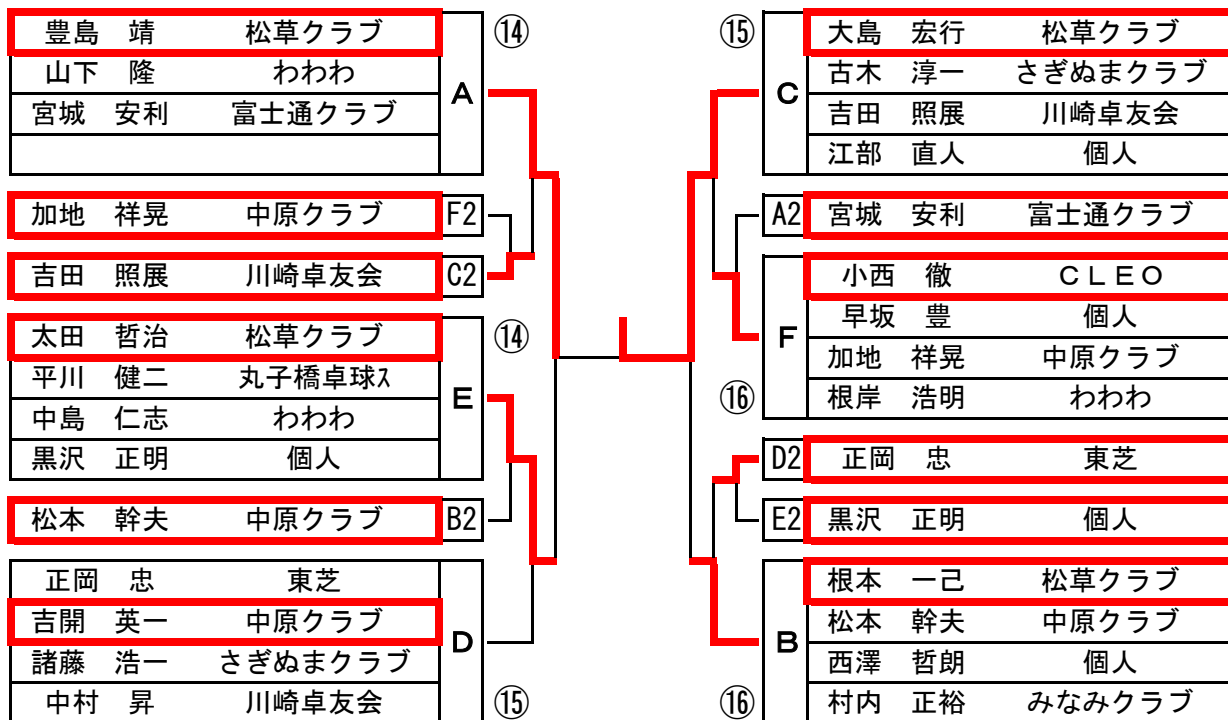 豊島 靖 松草クラブ ⑭
山下 隆 わわわ
A
宮城 安利 富士通クラブ
加地 祥晃 中原クラブ F2
吉田 照展 川崎卓友会 C2
太田 哲治 松草クラブ ⑭
平川 健二 丸子橋卓球ス
E
中島 仁志 わわわ
黒沢 正明 個人
松本 幹夫 中原クラブ B2
正岡 忠 東芝
吉開 英一 中原クラブ
D
諸藤 浩一 さぎぬまクラブ
中村 昇 川崎卓友会 ⑮
⑮ 大島 宏行 松草クラブ
古木 淳一 さぎぬまクラブ
C
吉田 照展 川崎卓友会
江部 直人 個人
A2 宮城 安利 富士通クラブ
小西 徹 CLEO
早坂 豊 個人
F
加地 祥晃 中原クラブ
⑯ 根岸 浩明 わわわ
D2 正岡 忠 東芝
E2 黒沢 正明 個人
根本 一己 松草クラブ
松本 幹夫 中原クラブ
B
西澤 哲朗 個人
⑯ 村内 正裕 みなみクラブ